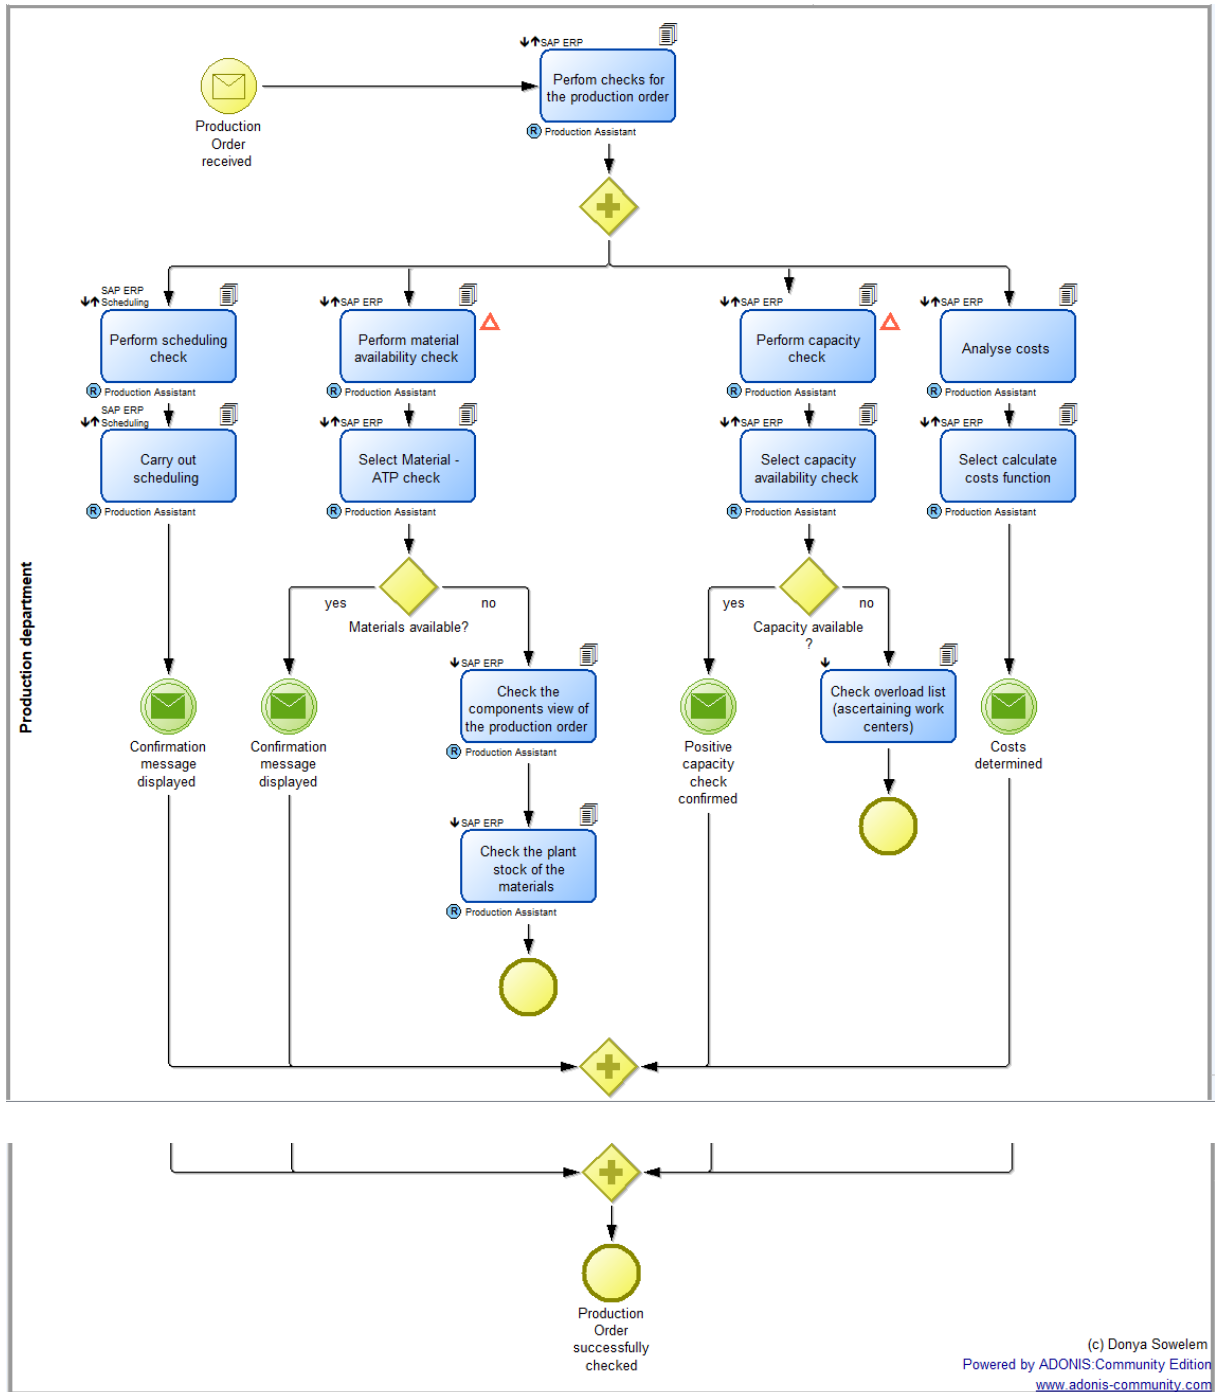 SAP ERP
Perfom checks for
the production order
R Production Assistant
Production
Order
received
SAP ERP
Scheduling
Perform scheduling
check
R Production Assistant
SAP ERP
Perform material
availability check
R Production Assistant
SAP ERP
Perform capacity
check
R Production Assistant
SAP ERP
Analyse costs
R Production Assistant
SAP ERP
Scheduling
Carry out
scheduling
R Production Assistant
SAP ERP
Select Material -
ATP check
R Production Assistant
SAP ERP
Select capacity
availability check
R Production Assistant
SAP ERP
Select calculate
costs function
R Production Assistant
Production department
yes
no
Materials available?
yes
no
Capacity available
?
Confirmation
message
displayed
Confirmation
message
displayed
SAP ERP
Check the
components view of
the production order
R Production Assistant
Positive
capacity
check
confirmed
Check overload list
(ascertaining work
centers)
Costs
determined
SAP ERP
Check the plant
stock of the
materials
R Production Assistant
Production
Order
successfully
checked
(c) Donya Sowelem
Powered by ADONIS:Community Edition
www.adonis-community.com